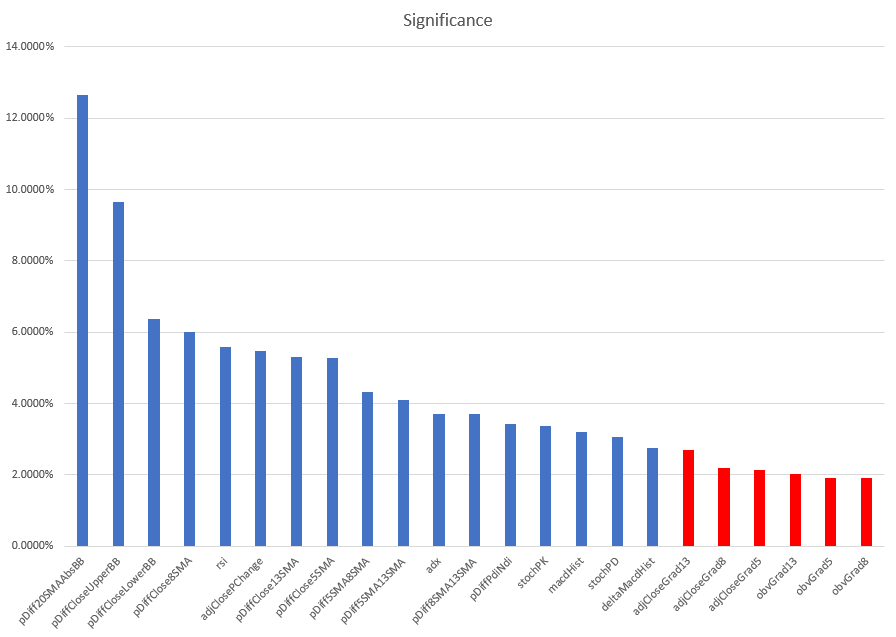 Significance
14.0000%
12.0000%
10.0000%
8.0000%
6.0000%
4.0000%
2.0000%
0.0000%
pDiff20SMAAbsBB
pDiffCloseUpperBB
pDiffCloseLowerBB
pDiffClose8SMA
rsi
adjClosePChange
pDiffClose13SMA
pDiffClose5SMA
pDiff5SMA8SMA
pDiff5SMA13SMA
adx
pDiff8SMA13SMA
pDiffPdiNdi
stochPK
macdHist
stochPD
deltaMacdHist
adjCloseGrad13
adjCloseGrad8
adjCloseGrad5
obvGrad13
obvGrad5
obvGrad8